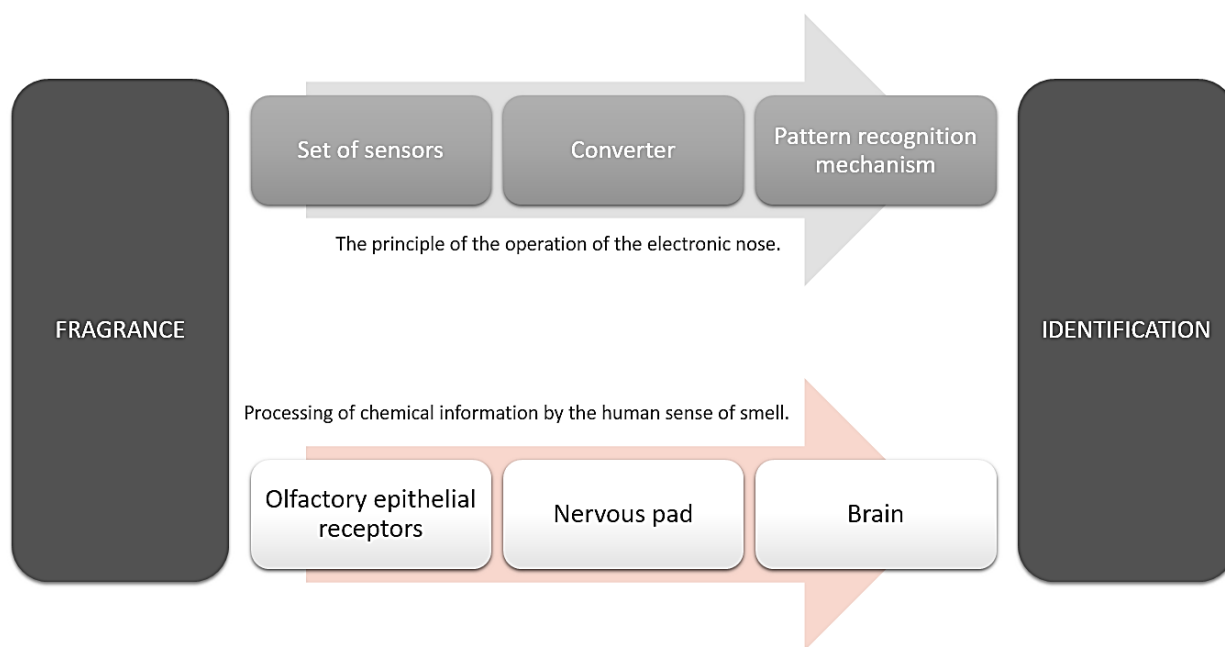 FRAGRANCE
Set of sensors
Converter
Pattern recognition
mechanism
The principle of the operation of the electronic nose.
IDENTIFICATION
Processing of chemical information by the human sense of smell.
Olfactory epithelial
receptors
Nervous pad
Brain